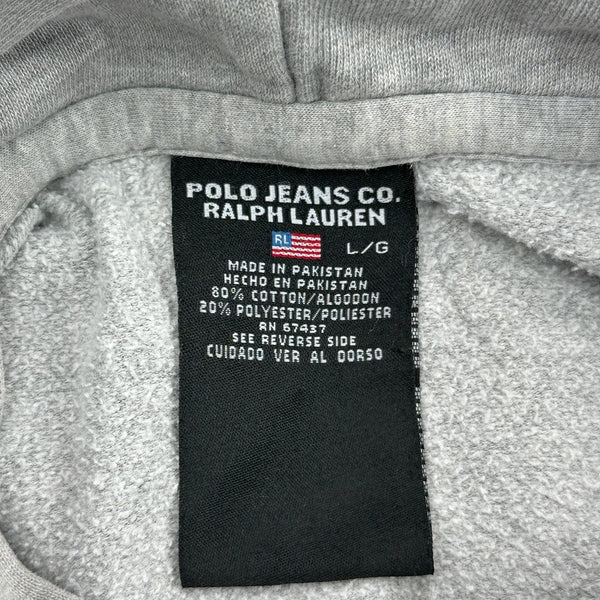 POLO JEANS CO.
RALPH LAUREN
RL L/G
MADE IN PAKISTAN
HECHO EN PAKISTAN
80% COTTON/ALGODON
20% POLYESTER/POLIESTER
RN 67437
SEE REVERSE SIDE
CUIDADO VER AL DORSO